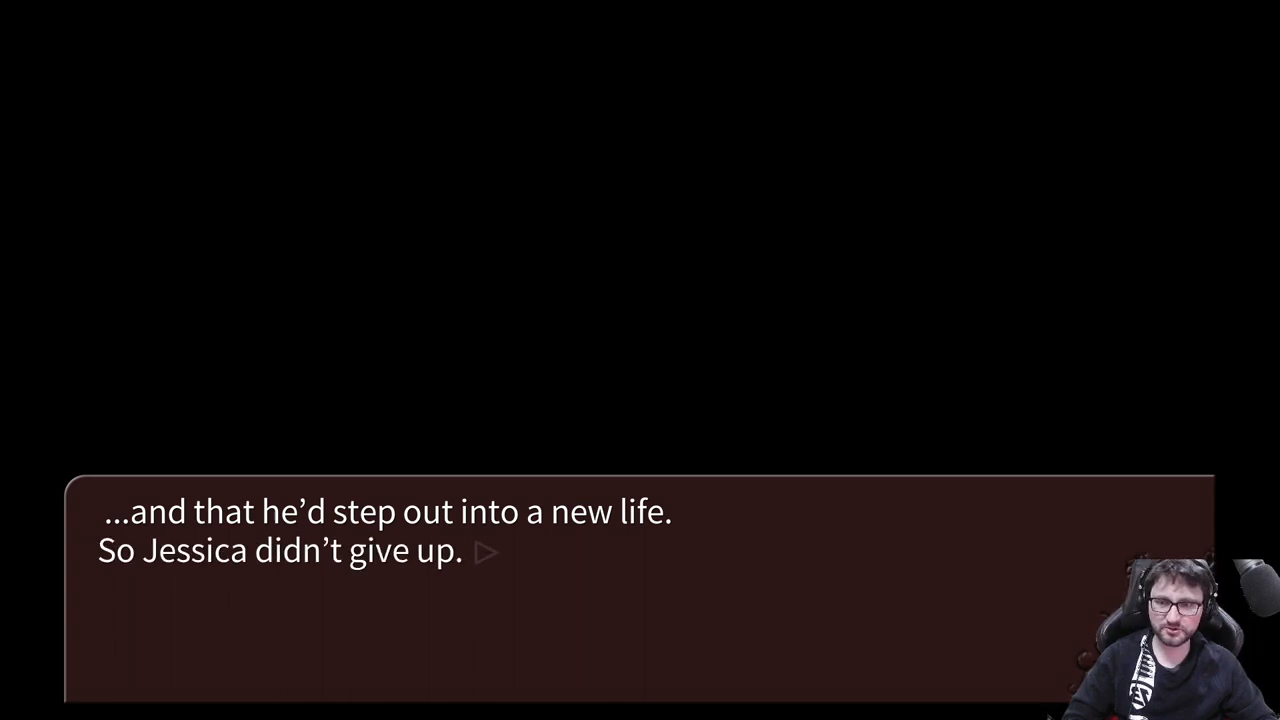 ...and that he’d step out into a new life.
So Jessica didn’t give up.